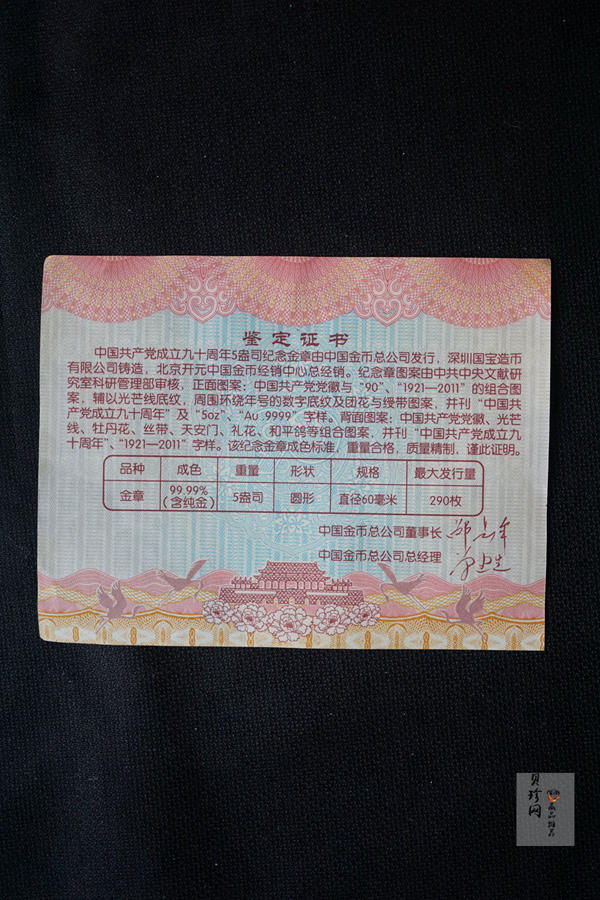 鉴定证书
中国共产党成立九十周年5盎司纪念金章由中国金币总公司发行，深圳国宝造币
有限公司铸造，北京开元中国金币经销中心总经销。纪念章图案由中共中央文献研
究室科研管理部审核，正面图案：中国共产党党徽与“90”、“1921—2011”的组合图
案，辅以光芒线底纹，周围环绕年号的数字底纹及团花与绶带图案，并刊“中国共
产党成立九十周年”及“5oz”、“Au 9999”字样。背面图案：中国共产党党徽、光芒
线、牡丹花、丝带、天安门、礼花、和平鸽等组合图案，并刊“中国共产党成立九
十周年”、“1921—2011”字样。该纪念金章成色标准，重量合格，质量精制，谨此证明。
品种 成色 重量 形状 规格 最大发行量
金章 99.99%(含纯金) 5盎司 圆形 直径60毫米 290枚
中国金币总公司董事长
中国金币总公司总经理
贝珍网
藏品推荐